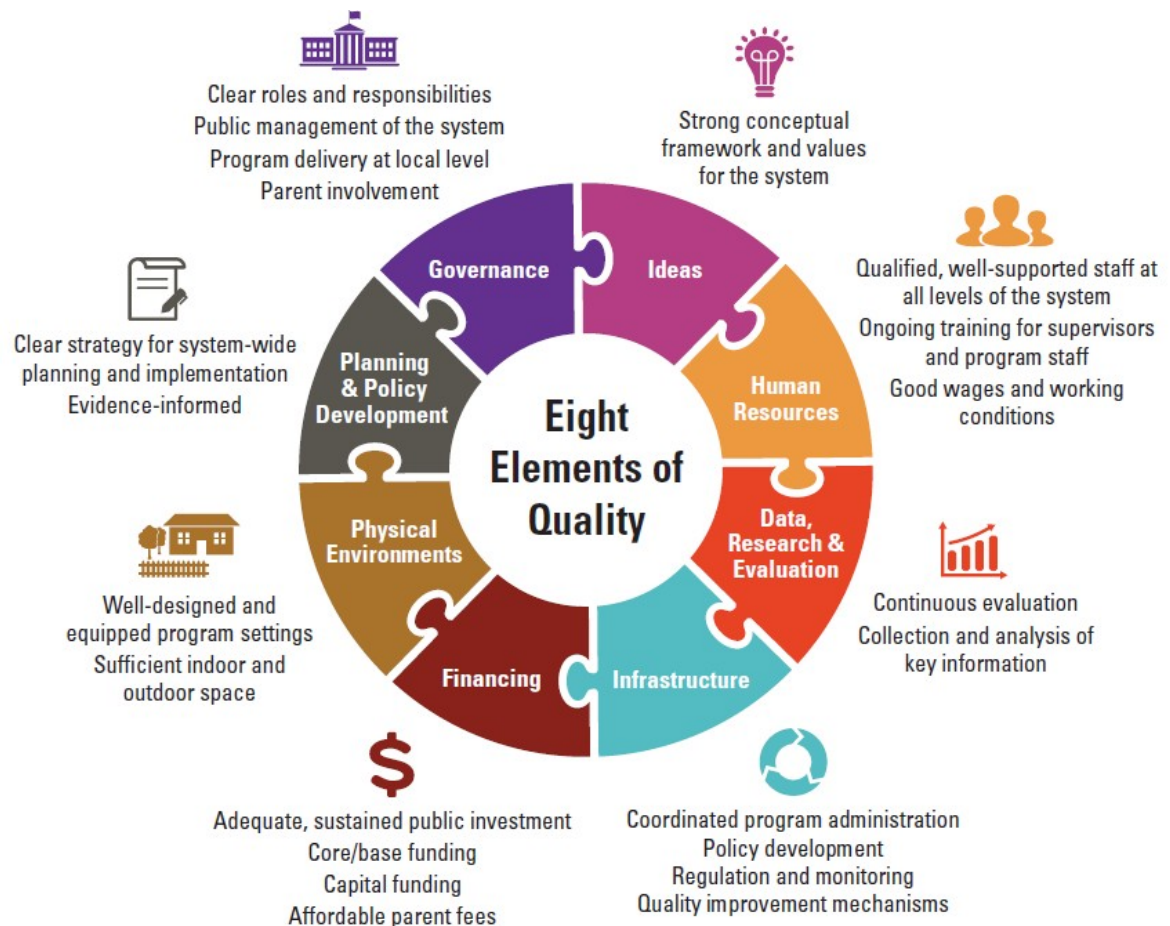 Clear roles and responsibilities
Public management of the system
Program delivery at local level
Parent involvement
Strong conceptual
framework and values
for the system
Qualified, well-supported staff at
all levels of the system
Ongoing training for supervisors
and program staff
Good wages and working
conditions
Clear strategy for system-wide
planning and implementation
Evidence-informed
Governance
Ideas
Planning
& Policy
Development
Human
Resources
Eight
Elements of
Quality
Physical
Environments
Data,
Research &
Evaluation
Financing
Infrastructure
Well-designed and
equipped program settings
Sufficient indoor and
outdoor space
Continuous evaluation
Collection and analysis of
key information
$
Adequate, sustained public investment
Core/base funding
Capital funding
Affordable parent fees
Coordinated program administration
Policy development
Regulation and monitoring
Quality improvement mechanisms